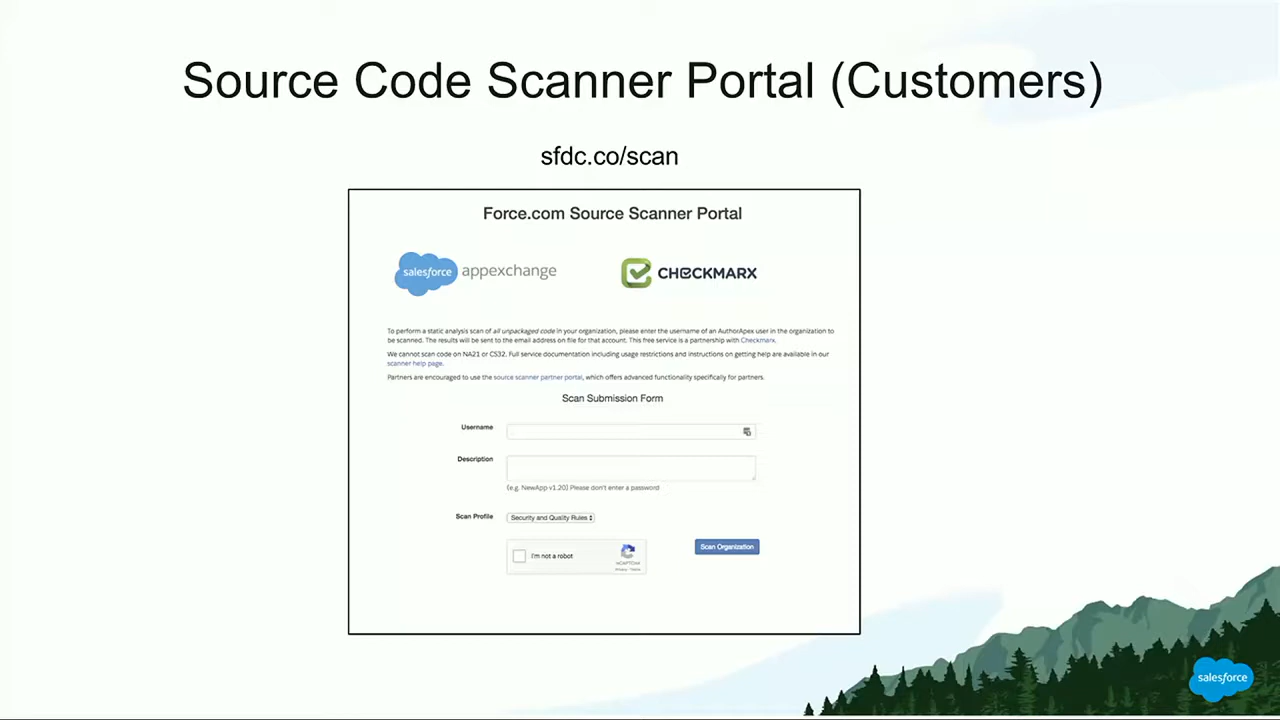 Source Code Scanner Portal (Customers)
sfdc.co/scan
Force.com Source Scanner Portal
salesforce appexchange
CHECKMARX
To perform a static analysis scan of all unpackaged code in your organization, please enter the username of an AuthorApex user in the organization to
be scanned. The results will be sent to the email address on file for that account. This free service is a partnership with Checkmarx.
We cannot scan code on NA21 or CS32. Full service documentation including usage restrictions and instructions on getting help are available in our
scanner help page.
Partners are encouraged to use the source scanner partner portal, which offers advanced functionality specifically for partners.
Scan Submission Form
Username
Description
(e.g. NewApp v1.20) Please don't enter a password
Scan Profile
Security and Quality Rules
I'm not a robot
reCAPTCHA
Privacy - Terms
Scan Organization
salesforce